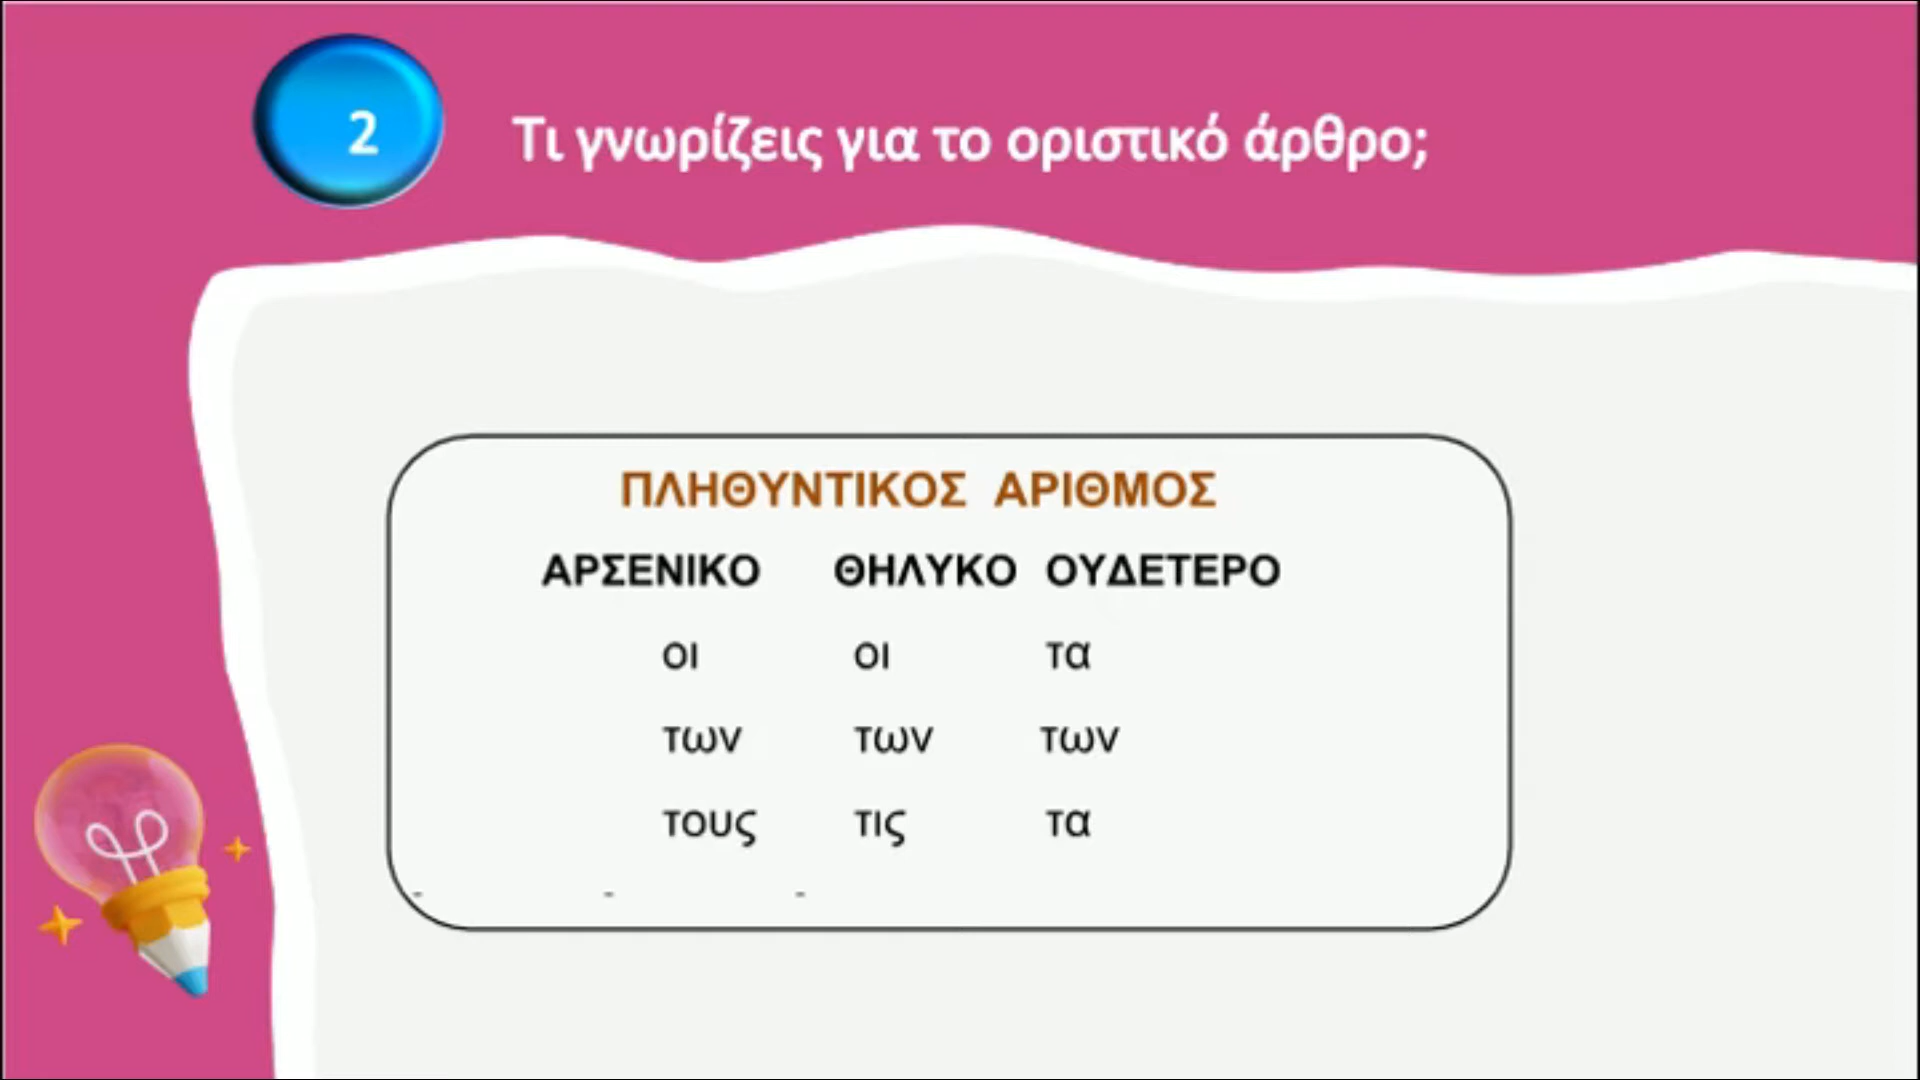 2
Τι γνωρίζεις για το οριστικό άρθρο;
ΠΛΗΘΥΝΤΙΚΟΣ ΑΡΙΘΜΟΣ
ΑΡΣΕΝΙΚΟ ΘΗΛΥΚΟ ΟΥΔΕΤΕΡΟ
οι οι τα
των των των
τους τις τα
- - -